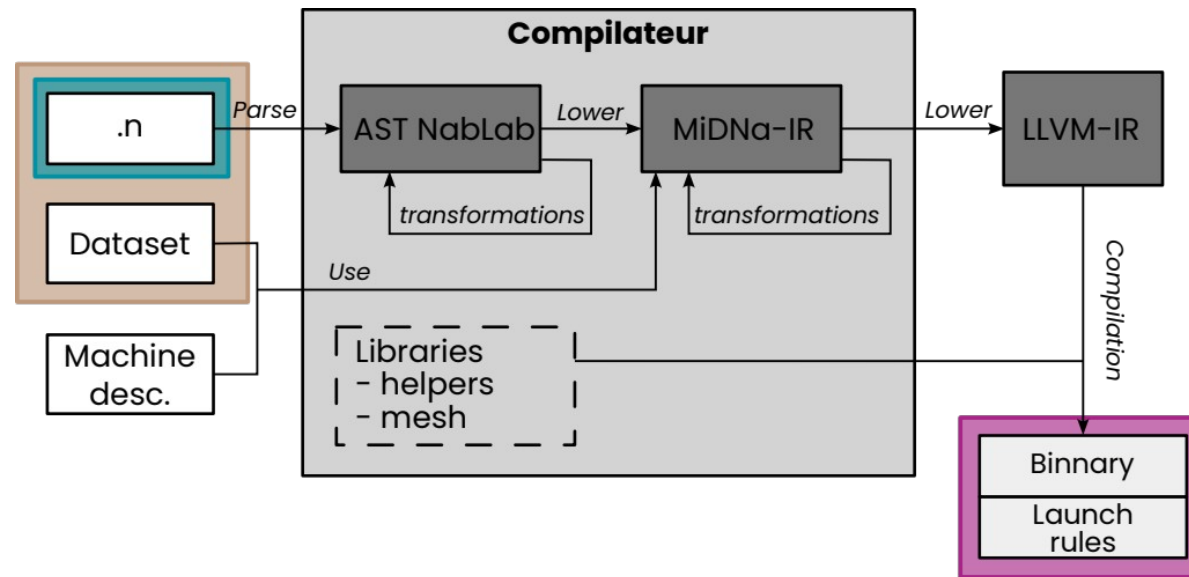 Compilateur
.n
Parse
AST NabLab
Lower
MiDNa-IR
Lower
LLVM-IR
transformations
transformations
Dataset
Use
Machine
desc.
Libraries
- helpers
- mesh
Compilation
Binnary
Launch
rules